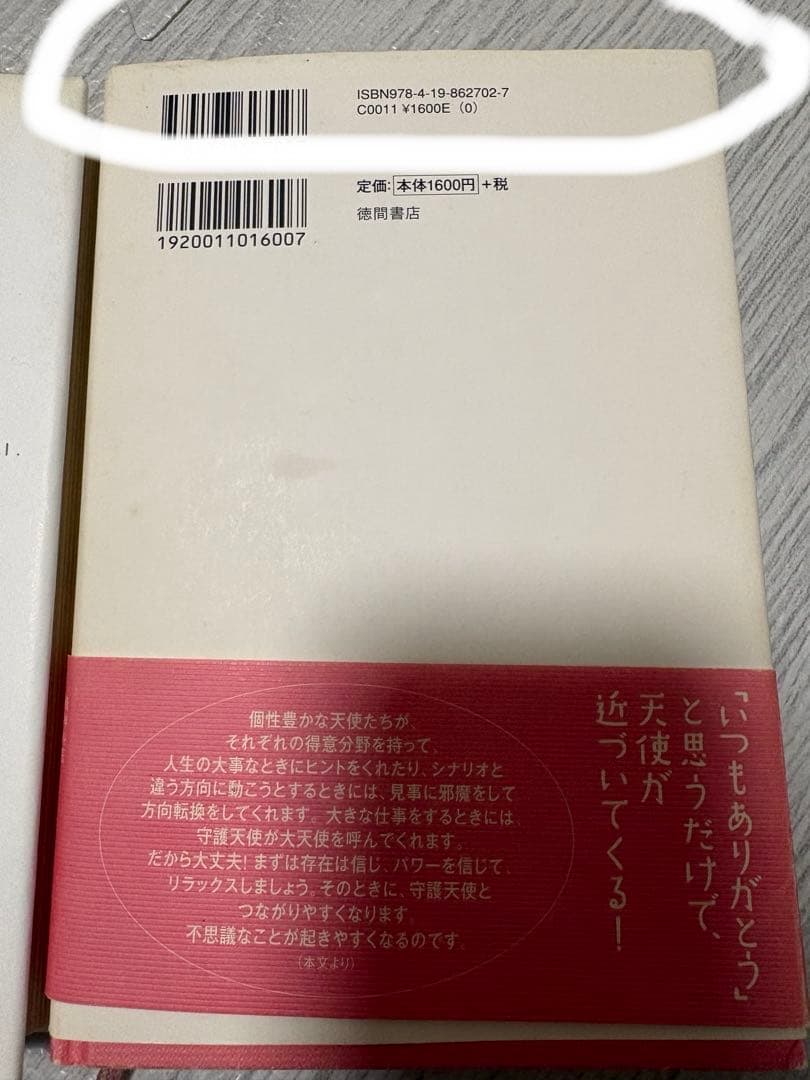 ISBN978-4-19-862702-7
C0011 ¥1600E (0)
定価: 本体1600円 +税
徳間書店
1920011016007
1.
「いつもありがとう」
と思うだけで、
天使が
近づいてくる!
個性豊かな天使たちが、
それぞれの得意分野を持って、
人生の大事なときにヒントをくれたり、シナリオと
違う方向に動こうとするときには、見事に邪魔をして
方向転換をしてくれます。大きな仕事をするときには、
守護天使が大天使を呼んでくれます。
だから大丈夫!まずは存在は信じ、パワーを信じて、
リラックスしましょう。そのときに、守護天使と
つながりやすくなります。
不思議なことが起きやすくなるのです。
(本文より)